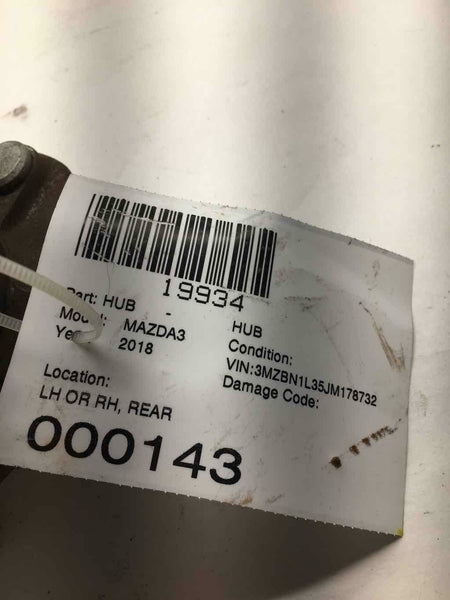 19934
Part: HUB - HUB
Model: MAZDA3 Condition:
Year 2018 VIN:3MZBN1L35JM178732
Damage Code:
Location:
LH OR RH, REAR
000143